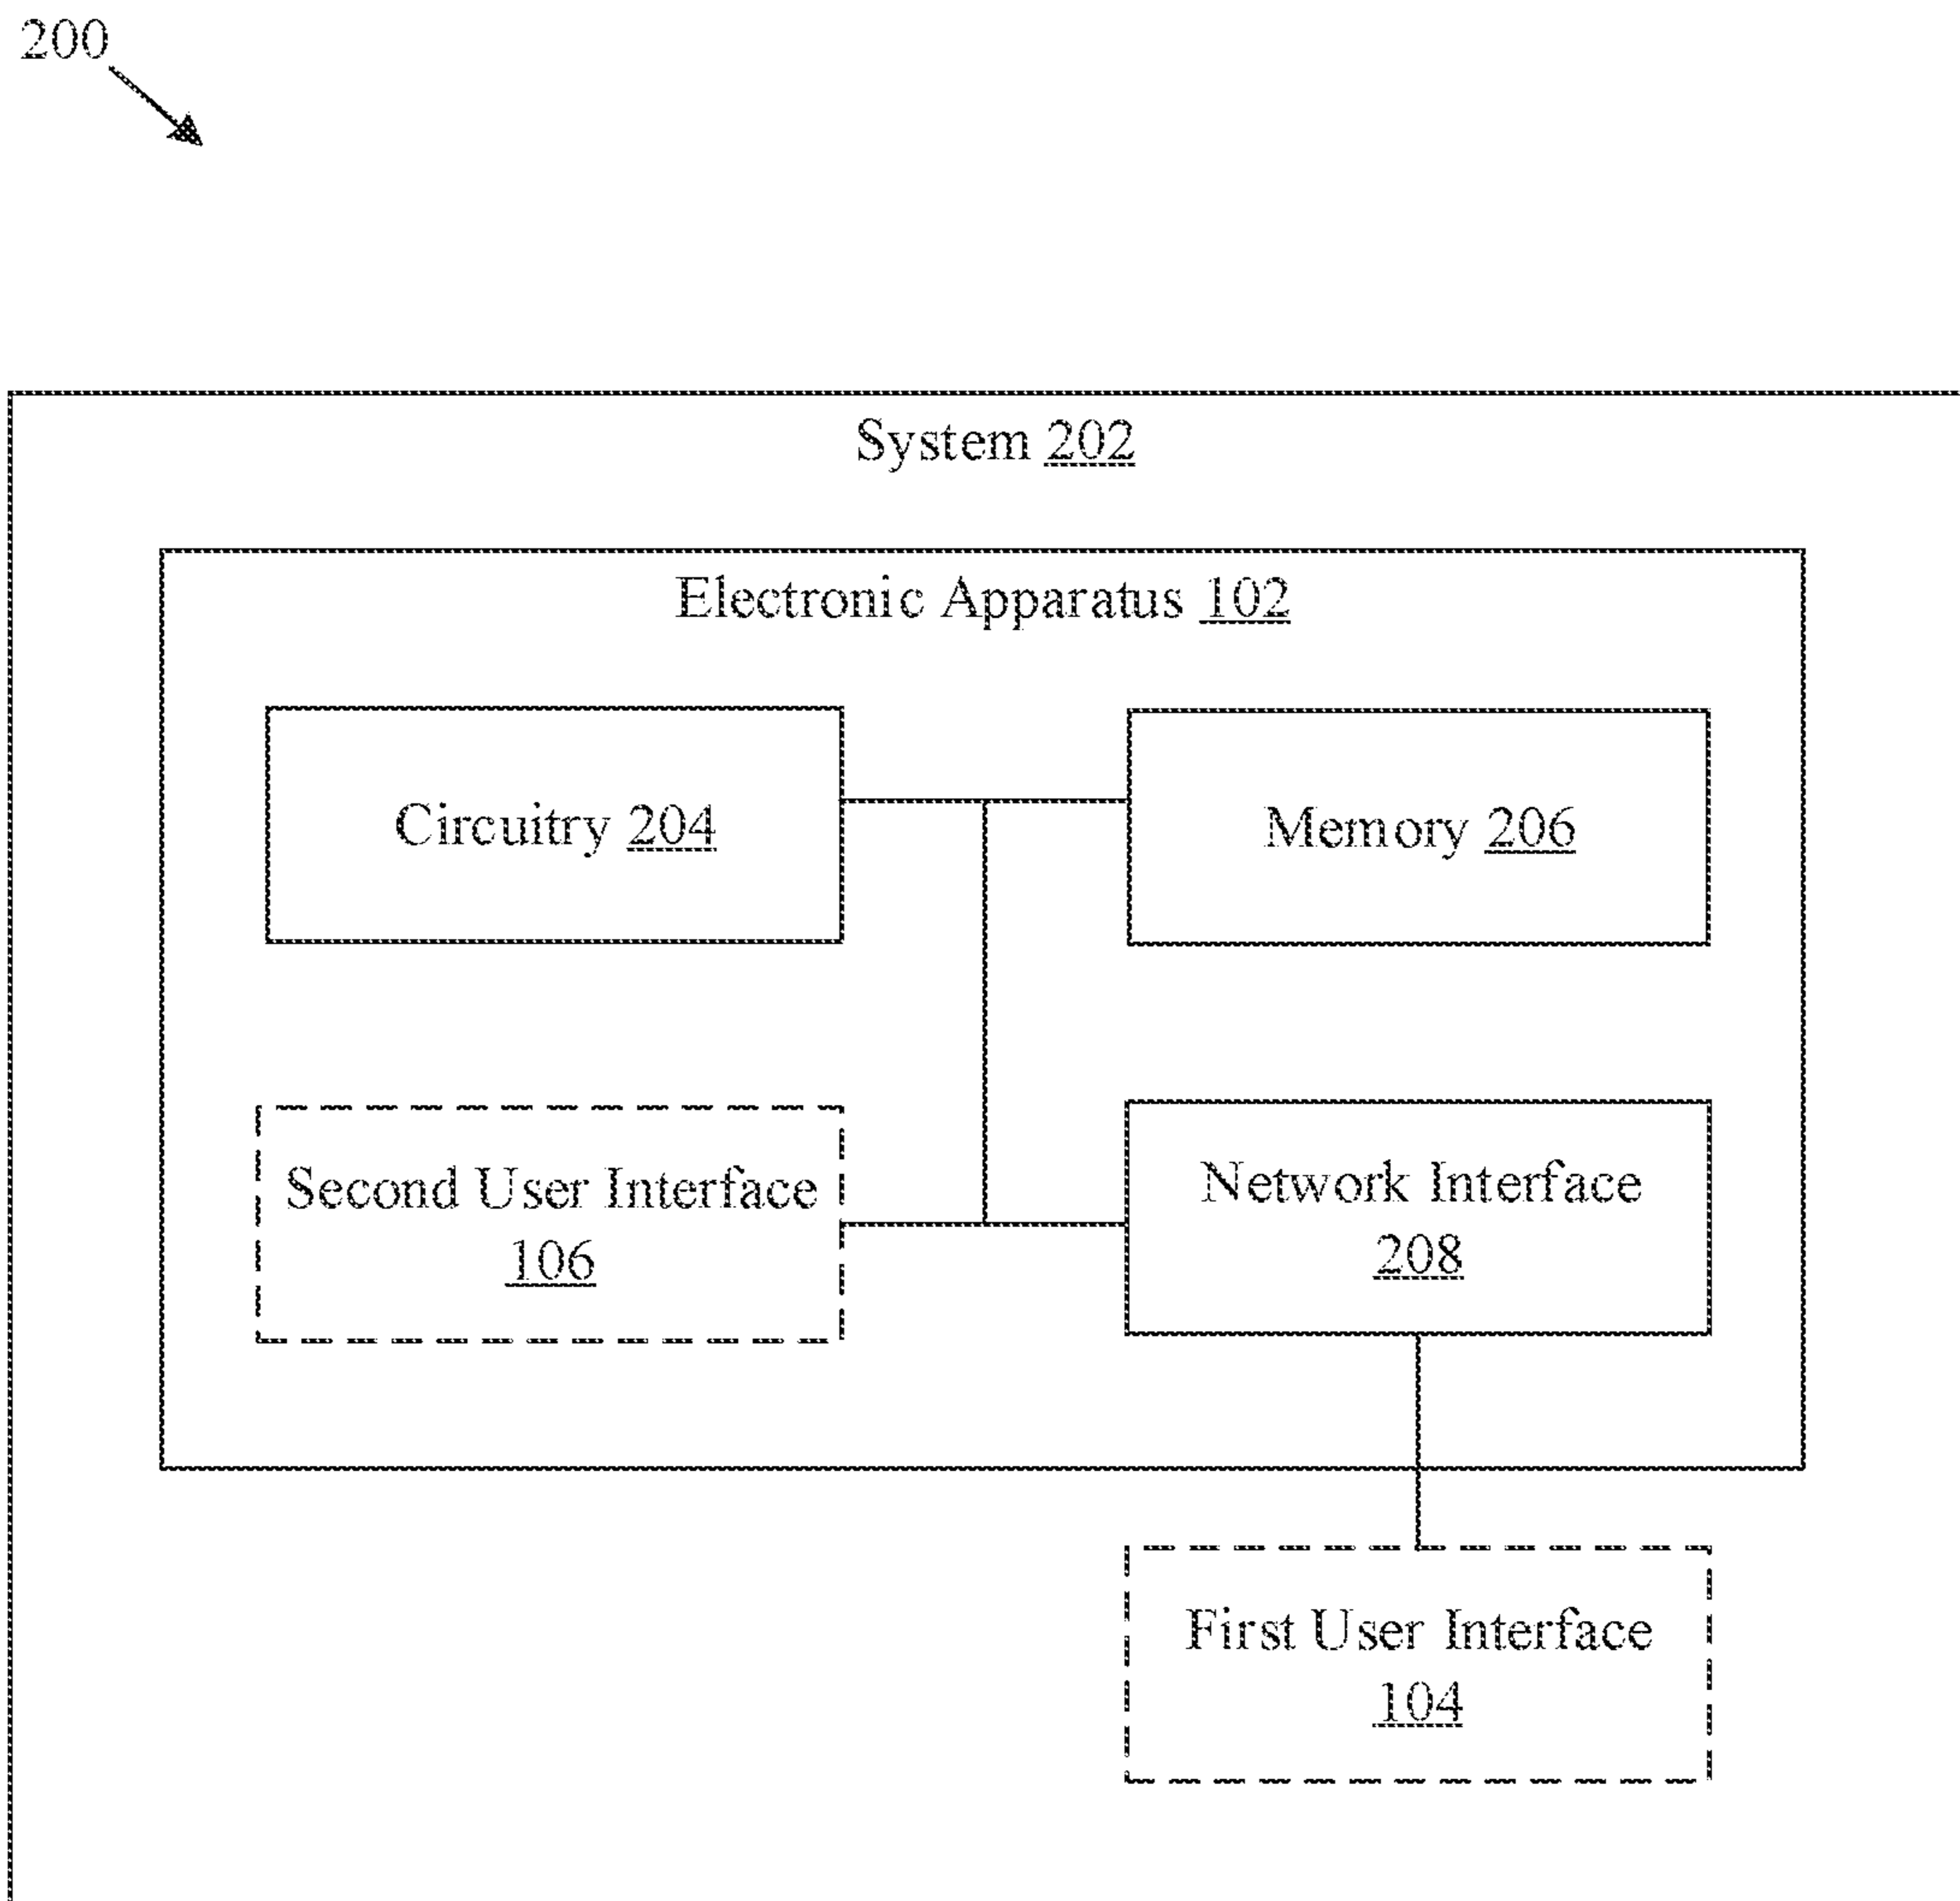 200
System 202
Electronic Apparatus 102
Circuitry 204
Memory 206
Second User Interface
106
Network Interface
208
First User Interface
104